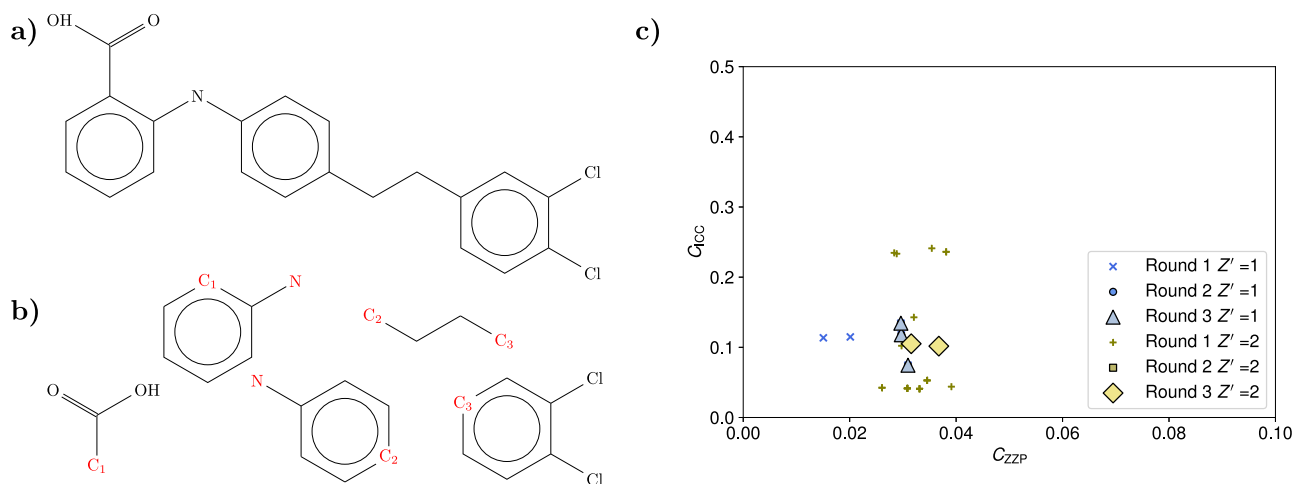 a)
OH
O
N
Cl
Cl
b)
C1
N
C2
C3
O
OH
C1
N
C2
C3
Cl
Cl
c)
0.5
0.4
0.3
0.2
0.1
0.0
0.00
0.02
0.04
0.06
0.08
0.10
CICC
CZZP
Round 1 Z′ =1
Round 2 Z′ =1
Round 3 Z′ =1
Round 1 Z′ =2
Round 2 Z′ =2
Round 3 Z′ =2